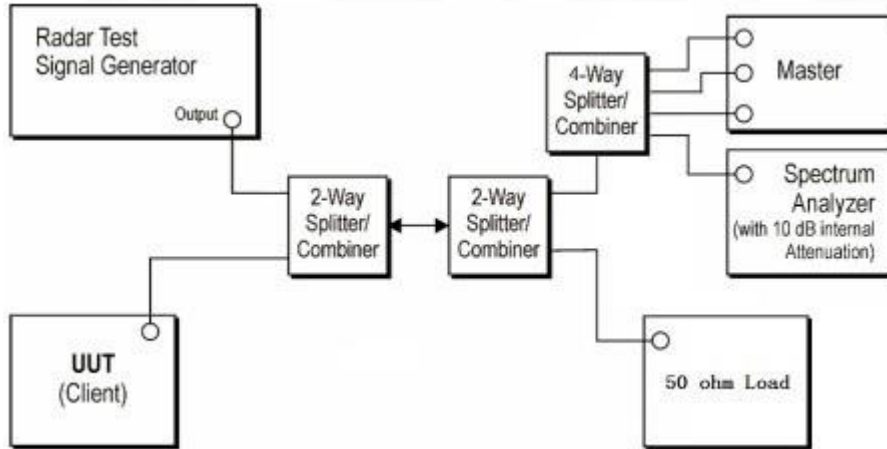 Radar Test
Signal Generator
Output
4-Way
Splitter/
Combiner
Master
2-Way
Splitter/
Combiner
2-Way
Splitter/
Combiner
Spectrum
Analyzer
(with 10 dB internal
Attenuation)
UUT
(Client)
50 ohm Load